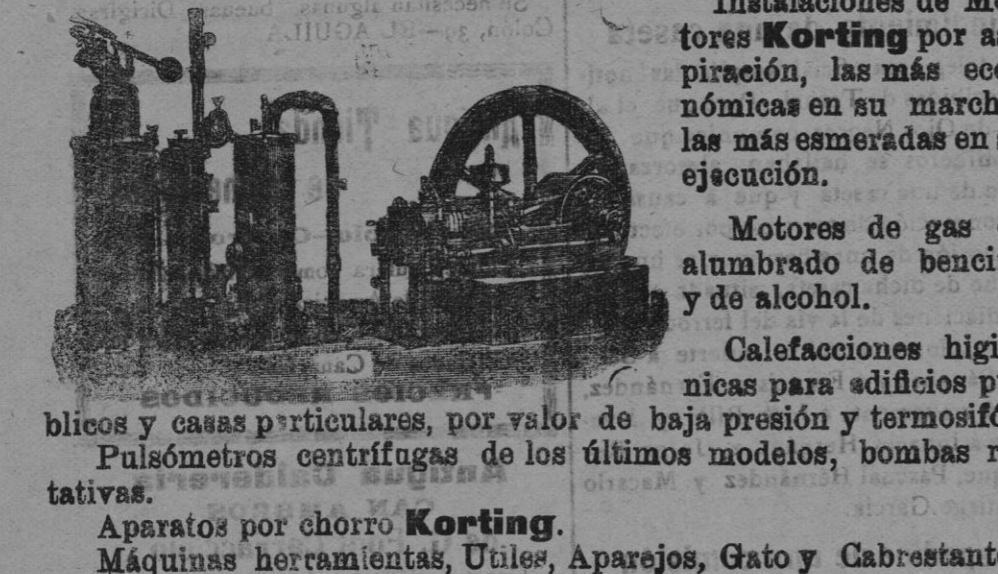 Instalaciones de Mo
tores Korting por as
piración, las más eco
nómicas en su march
las más esmeradas en s
ejecución.
Motores de gas
alumbrado de benci
y de alcohol.
Calefacciones higi
nicas para edificios p
blicos y casas particulares, por valor de baja presión y termosifó
Pulsómetros centrífugas de los últimos modelos, bombas r
tativas.
Aparatos por chorro Korting.
Máquinas herramientas, Utiles, Aparejos, Gato y Cabrestant